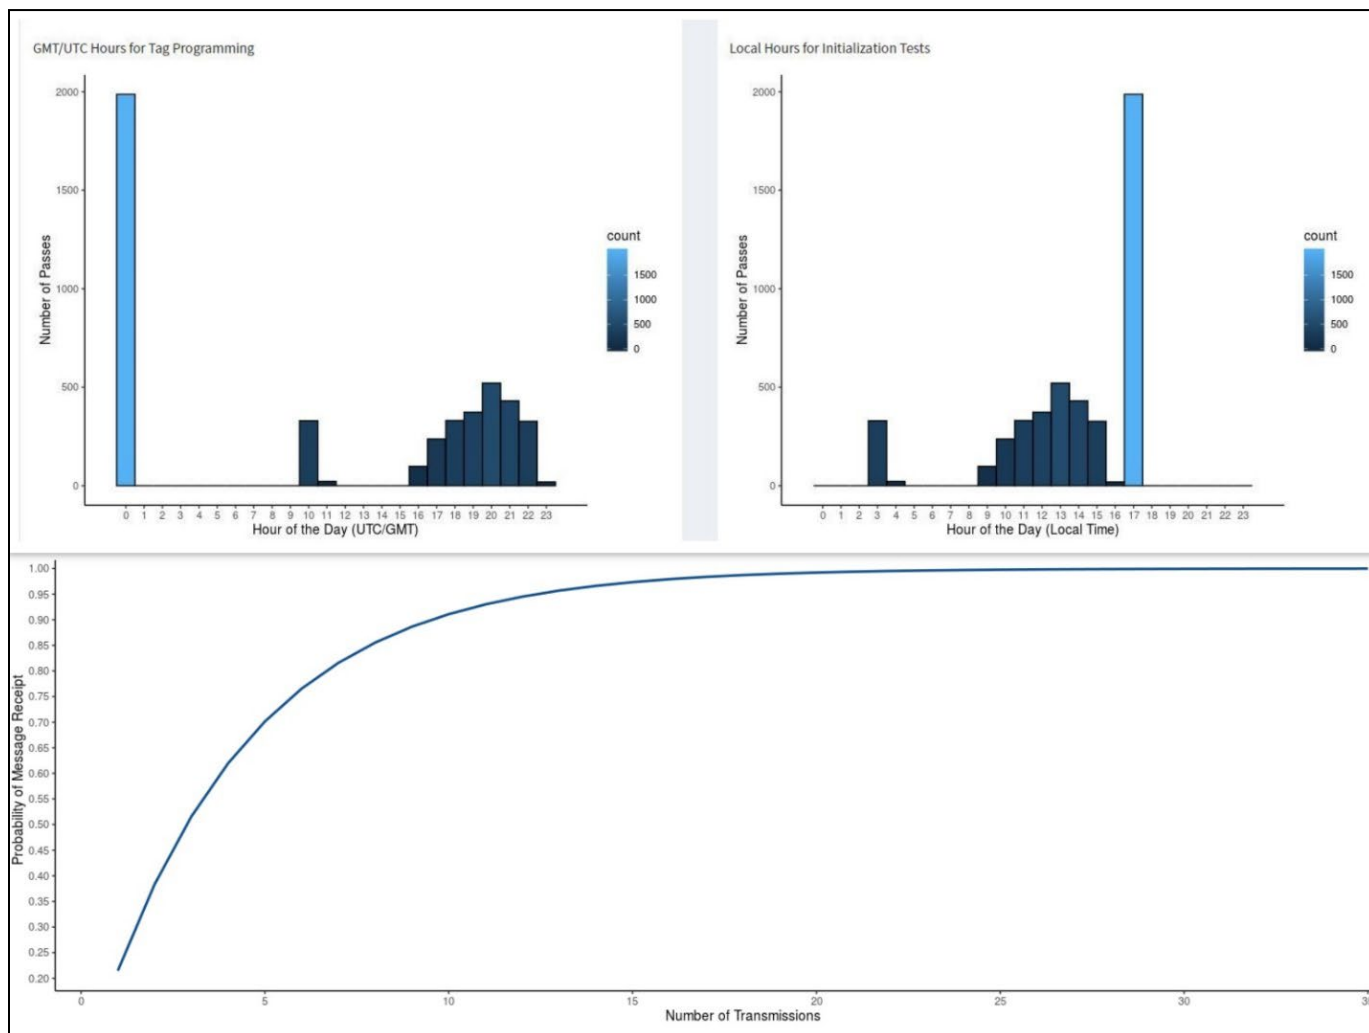 GMT/UTC Hours for Tag Programming
Number of Passes
2000
1500
1000
500
0
0 1 2 3 4 5 6 7 8 9 10 11 12 13 14 15 16 17 18 19 20 21 22 23
Hour of the Day (UTC/GMT)
count
1500
1000
500
0
Local Hours for Initialization Tests
Number of Passes
2000
1500
1000
500
0
0 1 2 3 4 5 6 7 8 9 10 11 12 13 14 15 16 17 18 19 20 21 22 23
Hour of the Day (Local Time)
count
1500
1000
500
0
Probability of Message Receipt
1.00
0.95
0.90
0.85
0.80
0.75
0.70
0.65
0.60
0.55
0.50
0.45
0.40
0.35
0.30
0.25
0.20
0 5 10 15 20 25 30
Number of Transmissions